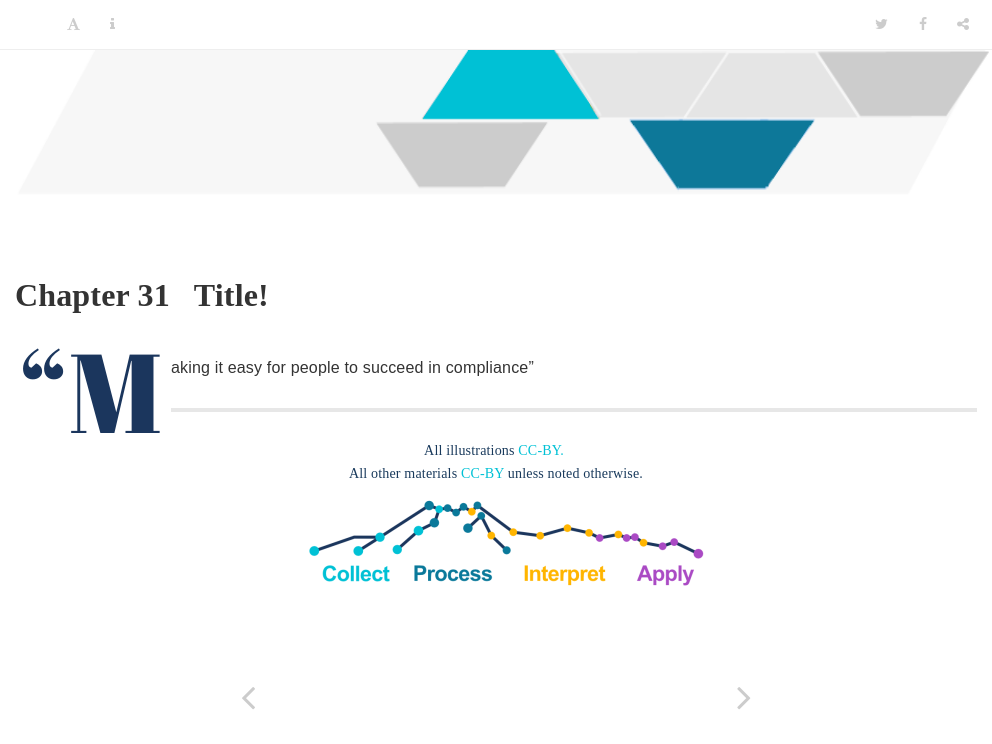 Chapter 31 Title!
“Making it easy for people to succeed in compliance”
All illustrations CC-BY.
All other materials CC-BY unless noted otherwise.
Collect Process Interpret Apply